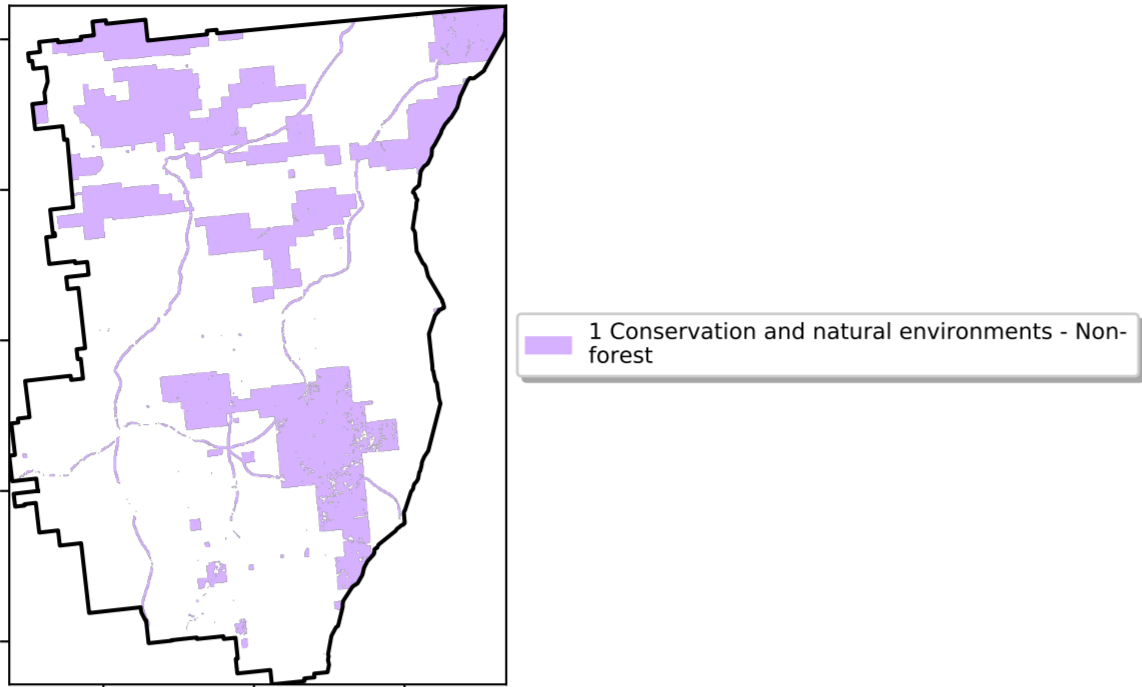 1 Conservation and natural environments - Non-
forest